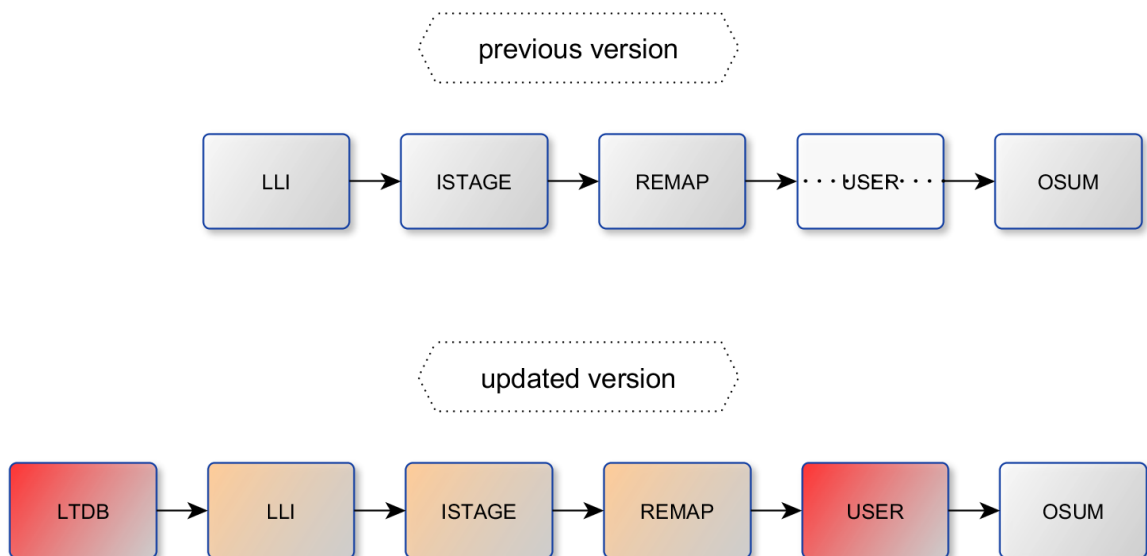 previous version
LLI
ISTAGE
REMAP
USER
OSUM
updated version
LTDB
LLI
ISTAGE
REMAP
USER
OSUM